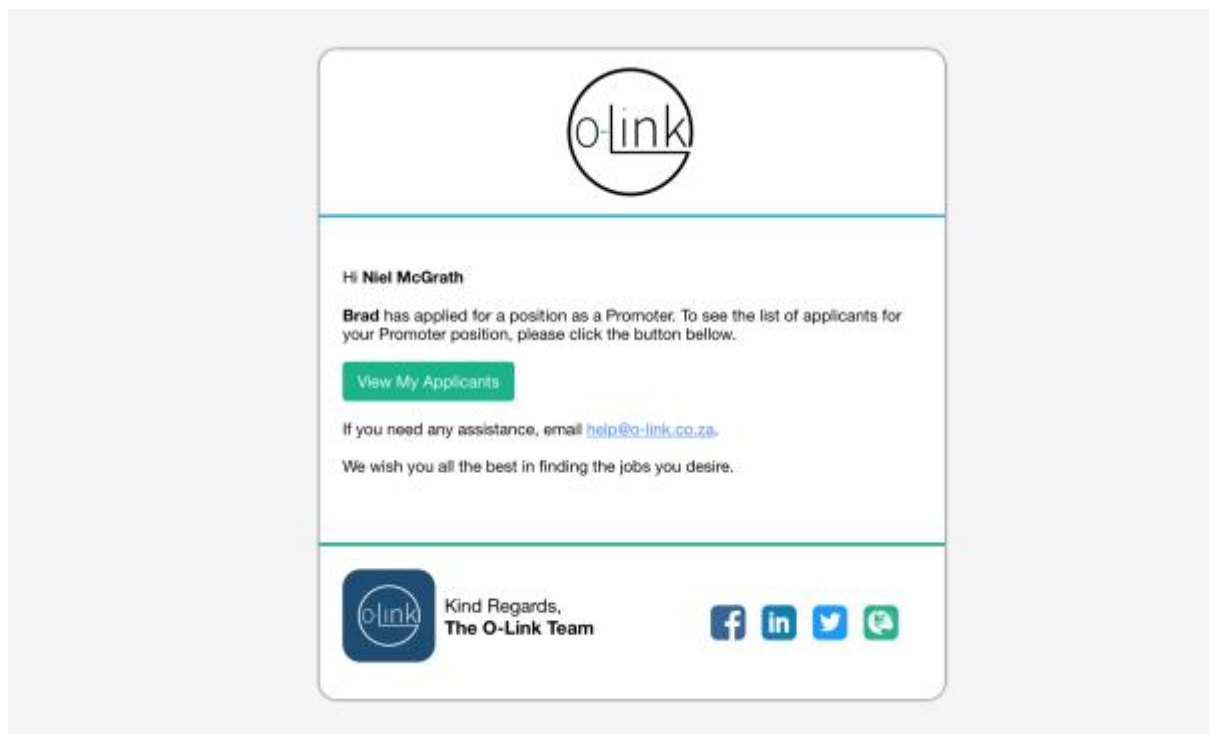 o-link
Hi Niel McGrath
Brad has applied for a position as a Promoter. To see the list of applicants for
your Promoter position, please click the button bellow.
View My Applicants
If you need any assistance, email help@o-link.co.za.
We wish you all the best in finding the jobs you desire.
o-link
Kind Regards,
The O-Link Team
f
in